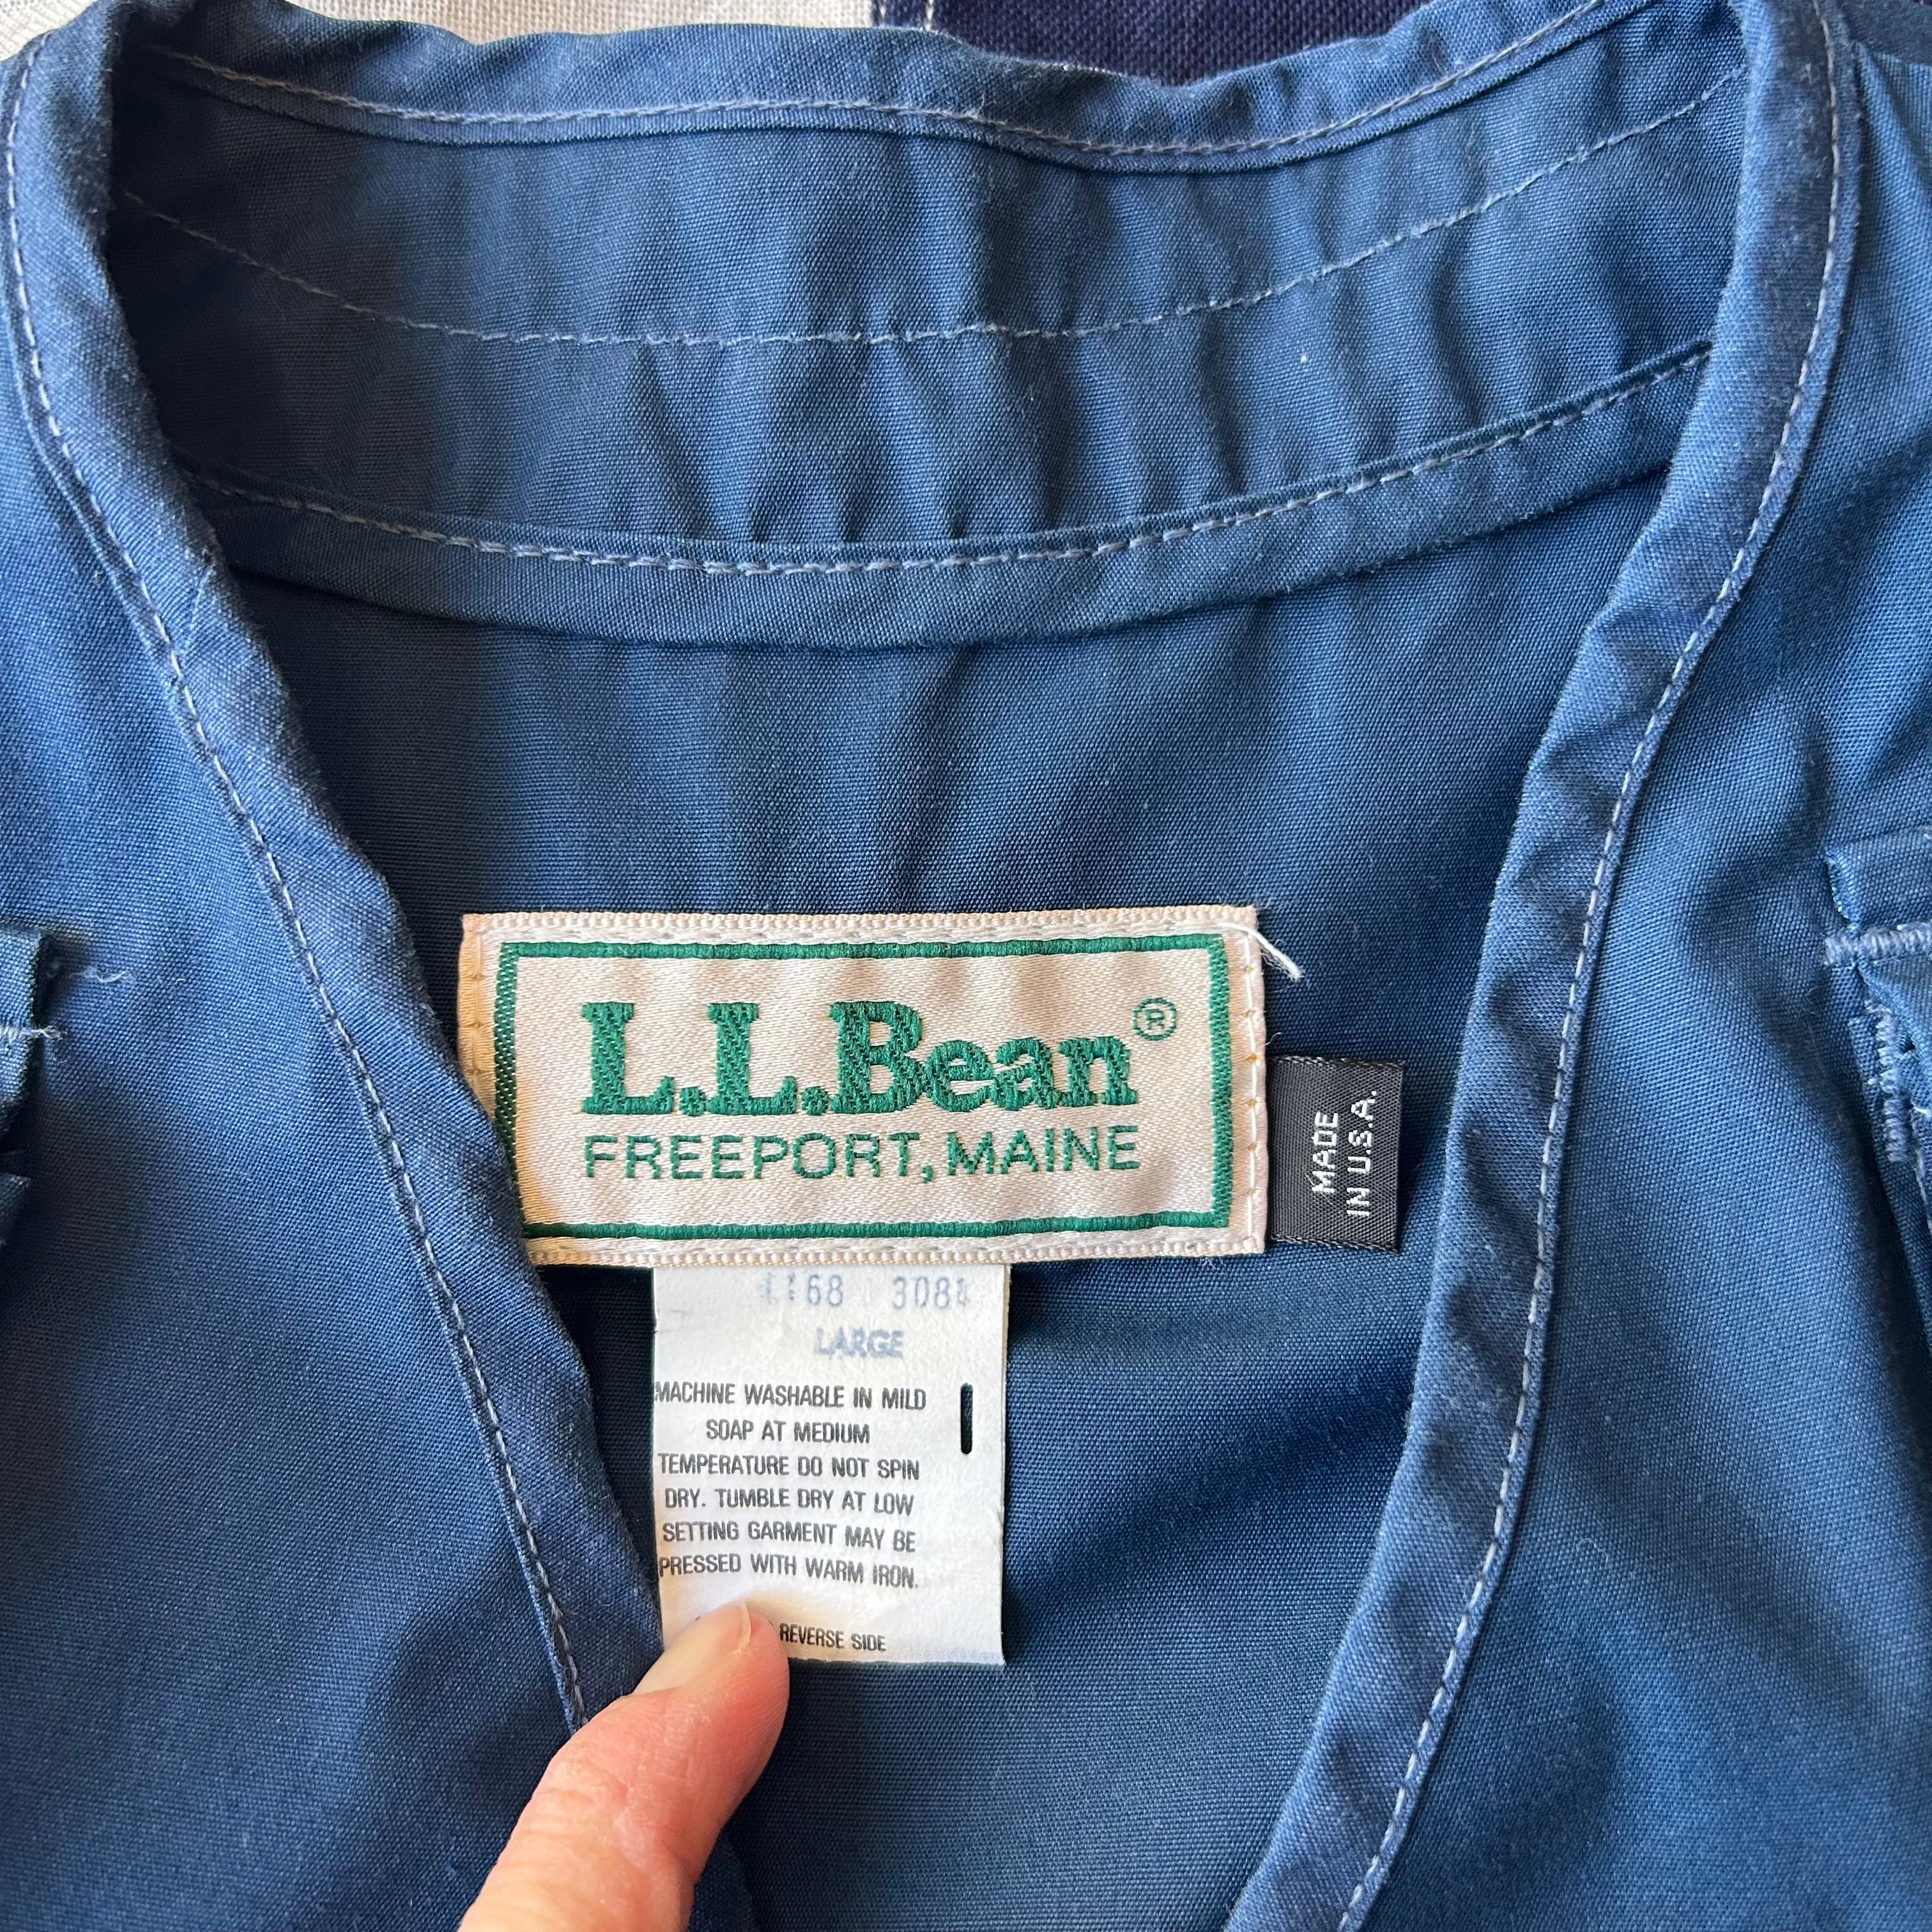 L.L.Bean®
FREEPORT, MAINE
MADE
IN U.S.A.
LARGE
MACHINE WASHABLE IN MILD
SOAP AT MEDIUM
TEMPERATURE DO NOT SPIN
DRY. TUMBLE DRY AT LOW
SETTING GARMENT MAY BE
PRESSED WITH WARM IRON.
REVERSE SIDE